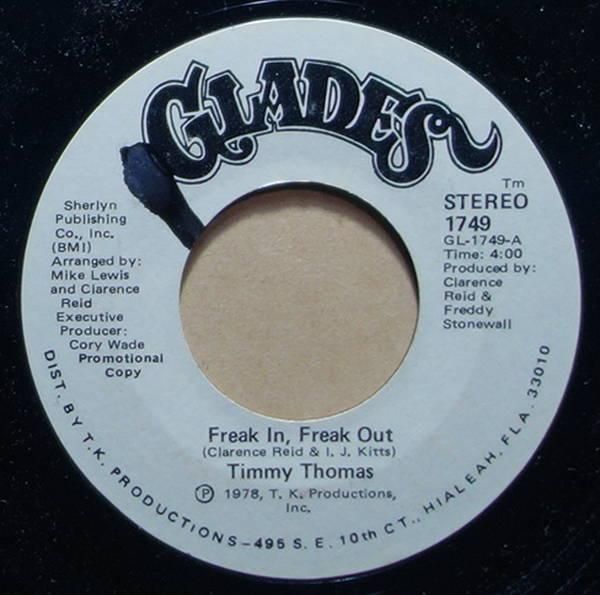 GLADES
Tm
Sherlyn
Publishing
Co., Inc.
(BMI)
Arranged by:
Mike Lewis
and Clarence
Reid
Executive
Producer:
Cory Wade
Promotional
Copy
STEREO
1749
GL-1749-A
Time: 4:00
Produced by:
Clarence
Reid &
Freddy
Stonewall
Freak In, Freak Out
(Clarence Reid & I. J. Kitts)
Timmy Thomas
Ⓟ 1978, T. K. Productions,
Inc.
DIST. BY T.K. PRODUCTIONS-495 S. E. 10th CT., HIALEAH, FLA. 33010